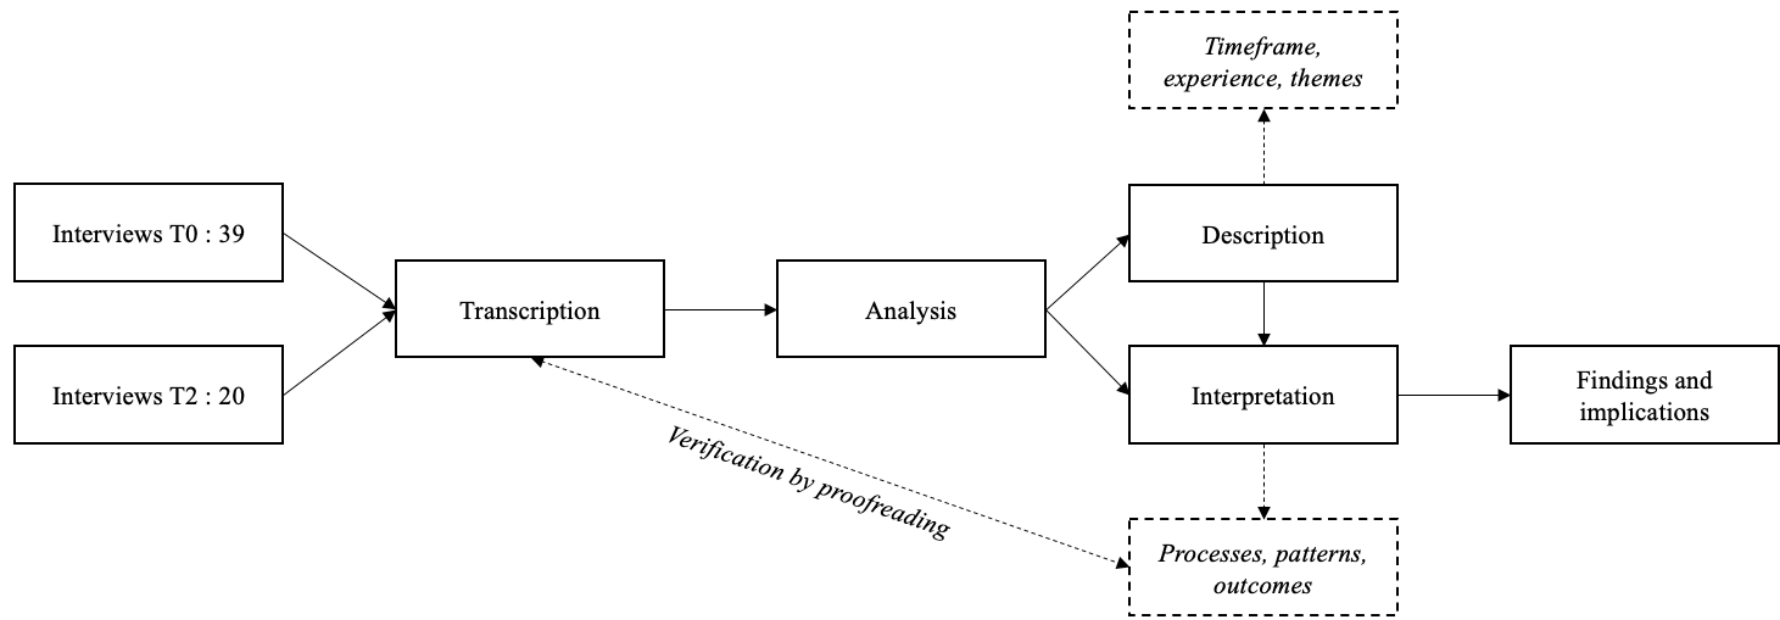 Timeframe,
experience, themes
Interviews T0 : 39
Description
Transcription
Analysis
Interviews T2 : 20
Interpretation
Findings and
implications
Verification by proofreading
Processes, patterns,
outcomes